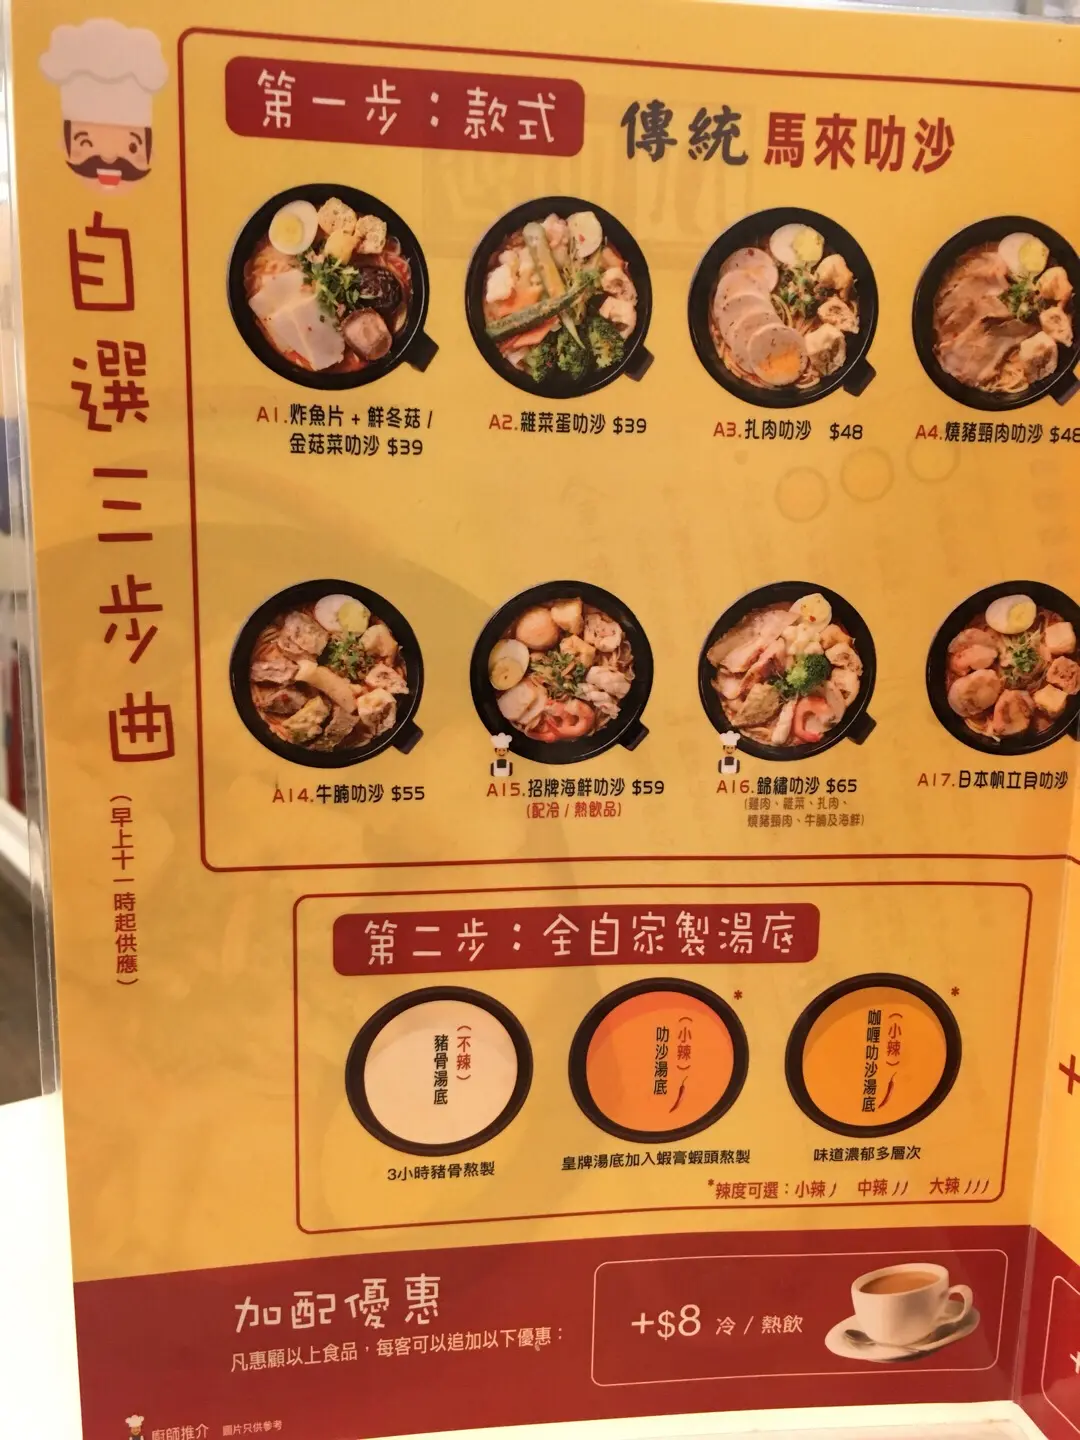 自選三步曲
（早上十一時起供應）
第一步：款式
傳統 馬來叻沙
A1.炸魚片 + 鮮冬菇 /
金菇菜叻沙 $39
A2.雜菜蛋叻沙 $39
A3.扎肉叻沙 $48
A4.燒豬頸肉叻沙 $48
A14.牛腩叻沙 $55
A15.招牌海鮮叻沙 $59
(配冷 / 熱飲品)
A16.錦繡叻沙 $65
(雞肉、雜菜、扎肉、
燒豬頸肉、牛腩及海鮮)
A17.日本帆立貝叻沙
第二步：全自家製湯底
（不辣）
豬骨湯底
3小時豬骨熬製
*
（小辣）
叻沙湯底
皇牌湯底加入蝦膏蝦頭熬製
*
（小辣）
咖喱叻沙湯底
味道濃郁多層次
*辣度可選：小辣 中辣 大辣
加配優惠
凡惠顧以上食品，每客可以追加以下優惠：
+$8 冷 / 熱飲
廚師推介 圖片只供參考